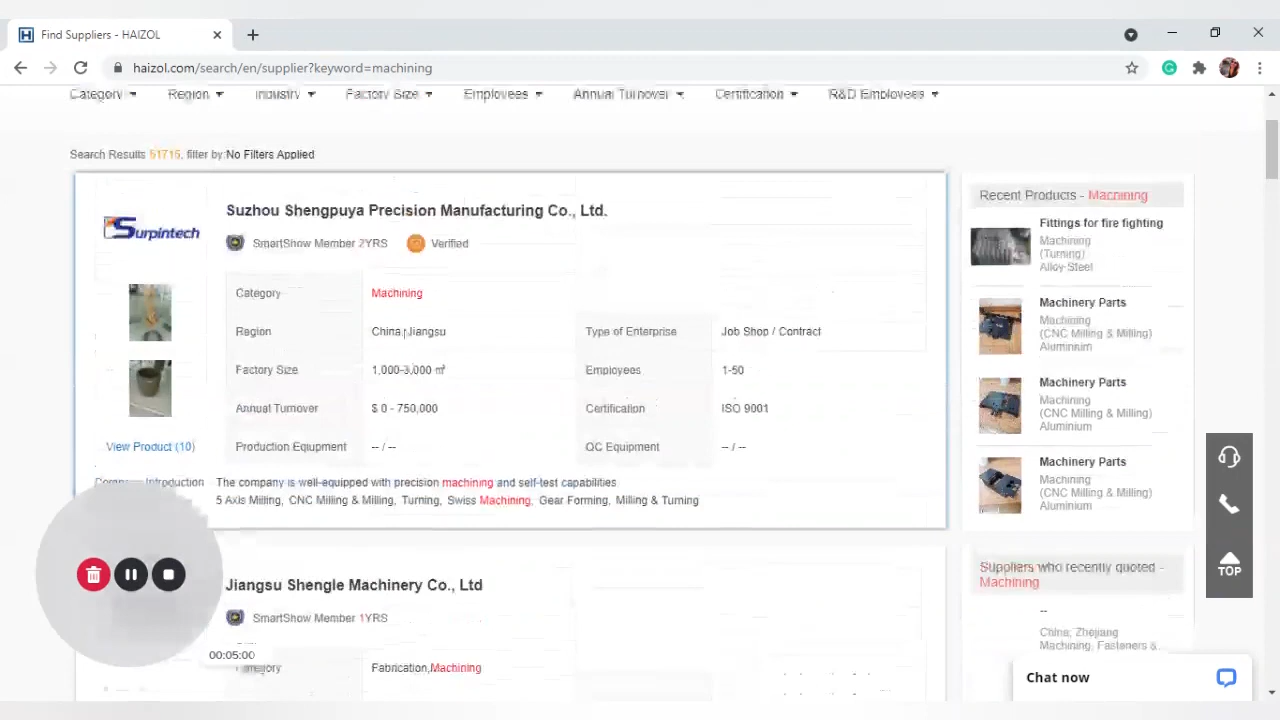 Find Suppliers - HAIZOL
haizol.com/search/en/supplier?keyword=machining
Category Region Industry Factory Size Employees Annual Turnover Certification R&D Employees
Search Results 51715, filter by:No Filters Applied
Surpintech
Suzhou Shengpuya Precision Manufacturing Co., Ltd.
SmartShow Member 2YRS Verified
Category Machining
Region China,Jiangsu Type of Enterprise Job Shop / Contract
Factory Size 1,000-3,000 ㎡ Employees 1-50
Annual Turnover $ 0 - 750,000 Certification ISO 9001
View Product (10) Production Equipment -- / -- QC Equipment -- / --
Company Introduction The company is well-equipped with precision machining and self-test capabilities
5 Axis Milling, CNC Milling & Milling, Turning, Swiss Machining, Gear Forming, Milling & Turning
Jiangsu Shengle Machinery Co., Ltd
SmartShow Member 1YRS
00:05:00
Fabrication,Machining
Recent Products - Machining
Fittings for fire fighting
Machining
(Turning)
Alloy-Steel
Machinery Parts
Machining
(CNC Milling & Milling)
Aluminium
Machinery Parts
Machining
(CNC Milling & Milling)
Aluminium
Machinery Parts
Machining
(CNC Milling & Milling)
Aluminium
TOP
Suppliers who recently quoted -
Machining
--
China, Zhejiang
Machining, Fasteners &..
Chat now